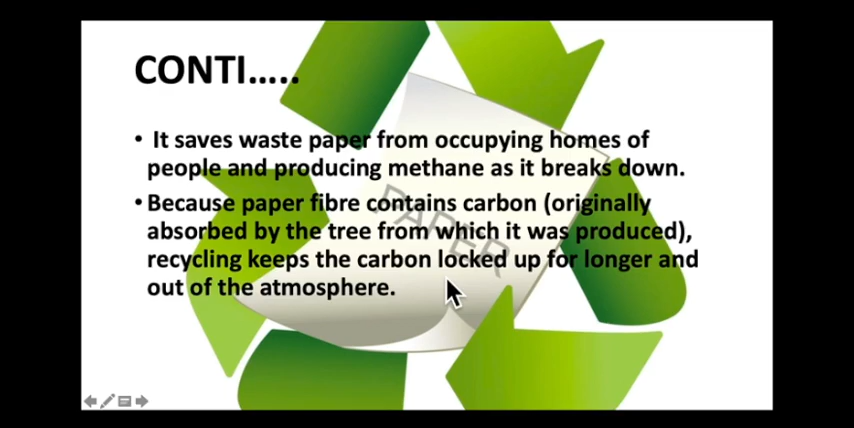 CONTI.....
• It saves waste paper from occupying homes of
people and producing methane as it breaks down.
• Because paper fibre contains carbon (originally
absorbed by the tree from which it was produced),
recycling keeps the carbon locked up for longer and
out of the atmosphere.
PAPER